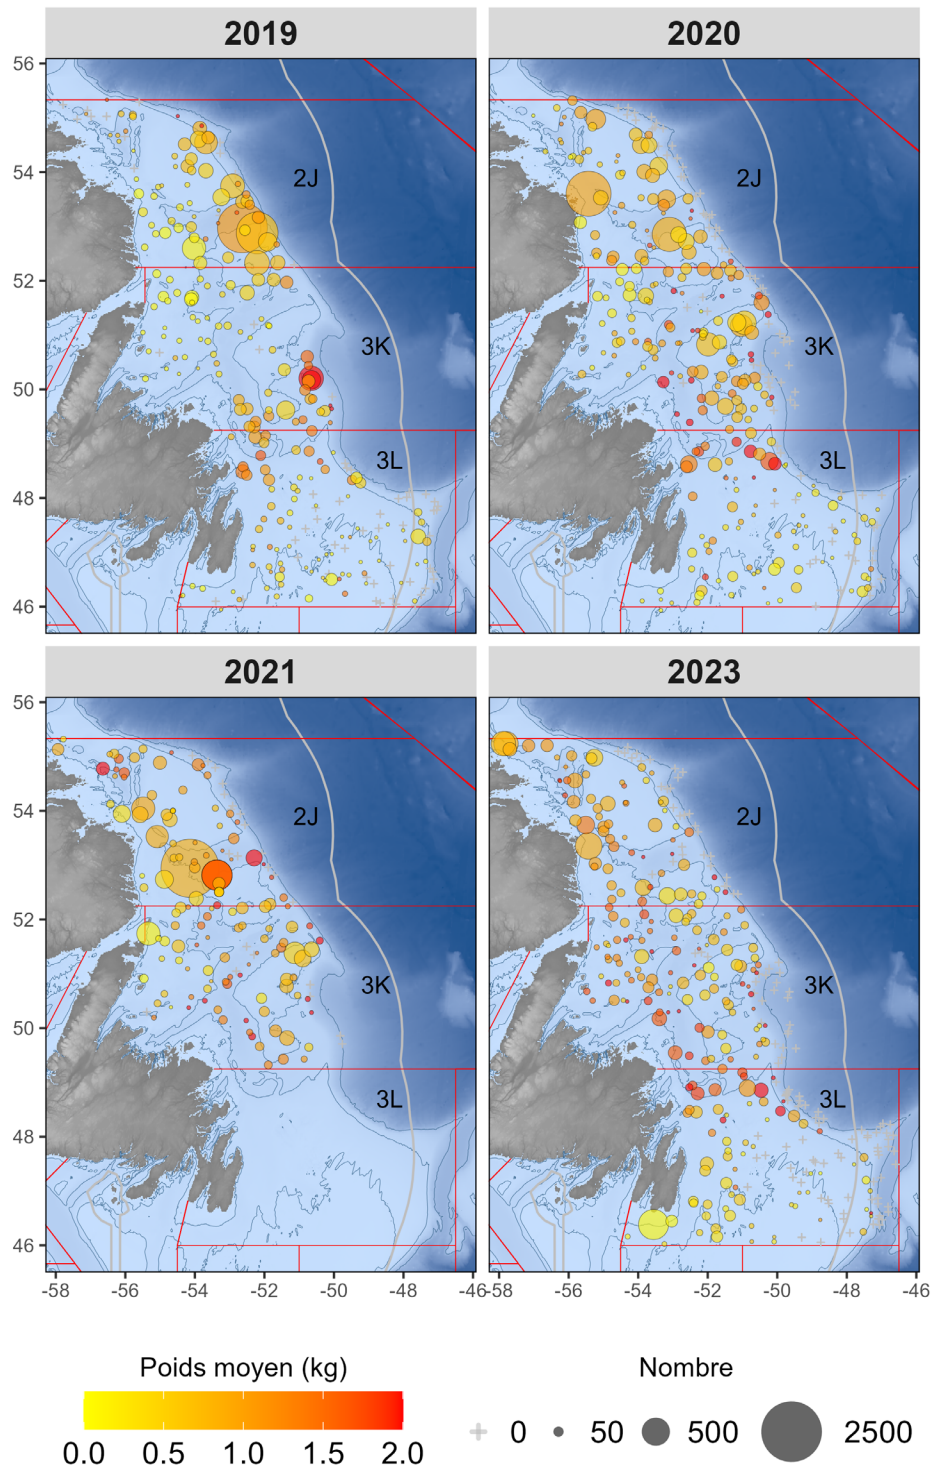 2019 2020
56
54
52
50
48
46
2J 2J
3K 3K
3L 3L
2021 2023
56
54
52
50
48
46
2J 2J
3K 3K
3L 3L
-58 -56 -54 -52 -50 -48 -46 -58 -56 -54 -52 -50 -48 -46
Poids moyen (kg) Nombre
0.0 0.5 1.0 1.5 2.0
0 50 500 2500